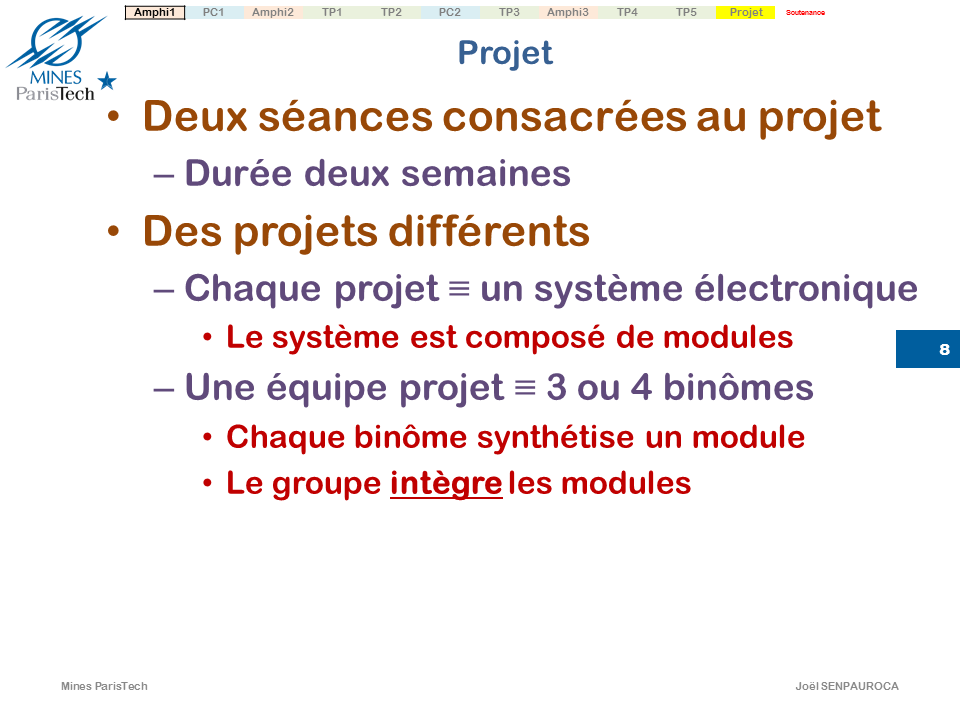 Amphi1 PC1 Amphi2 TP1 TP2 PC2 TP3 Amphi3 TP4 TP5 Projet Soutenance
MINES
ParisTech
Projet
• Deux séances consacrées au projet
– Durée deux semaines
• Des projets différents
– Chaque projet ≡ un système électronique
• Le système est composé de modules
8
– Une équipe projet ≡ 3 ou 4 binômes
• Chaque binôme synthétise un module
• Le groupe intègre les modules
Mines ParisTech
Joël SENPAUROCA